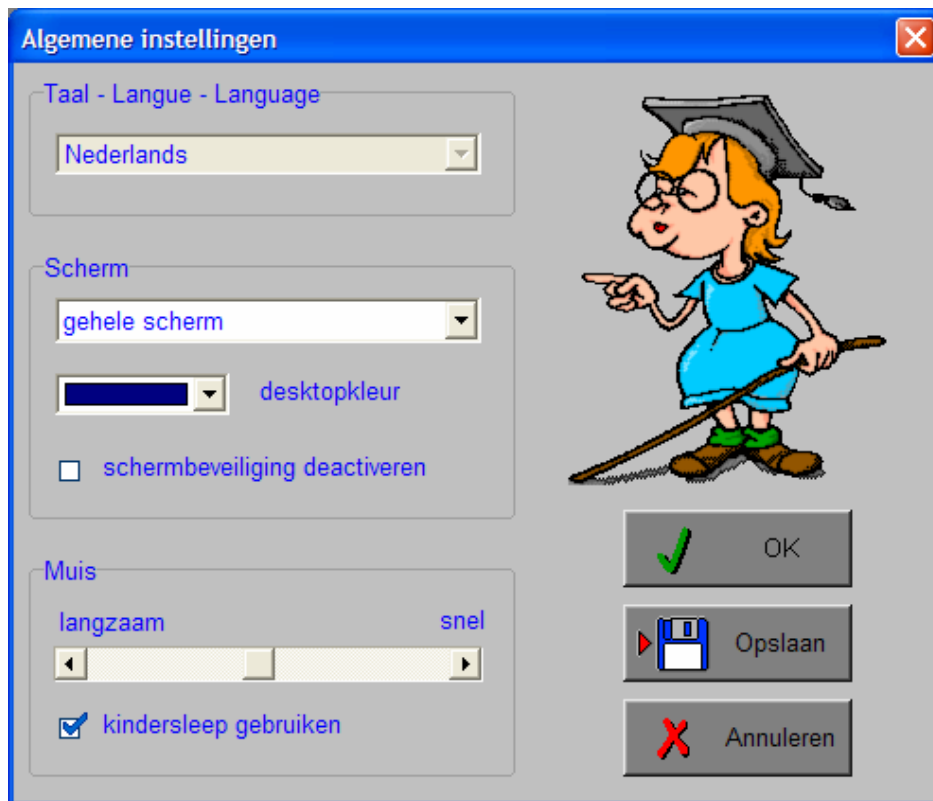 Algemene instellingen
Taal - Langue - Language
Nederlands
Scherm
gehele scherm
desktopkleur
schermbeveiliging deactiveren
Muis
langzaam snel
kindersleep gebruiken
OK
Opslaan
Annuleren